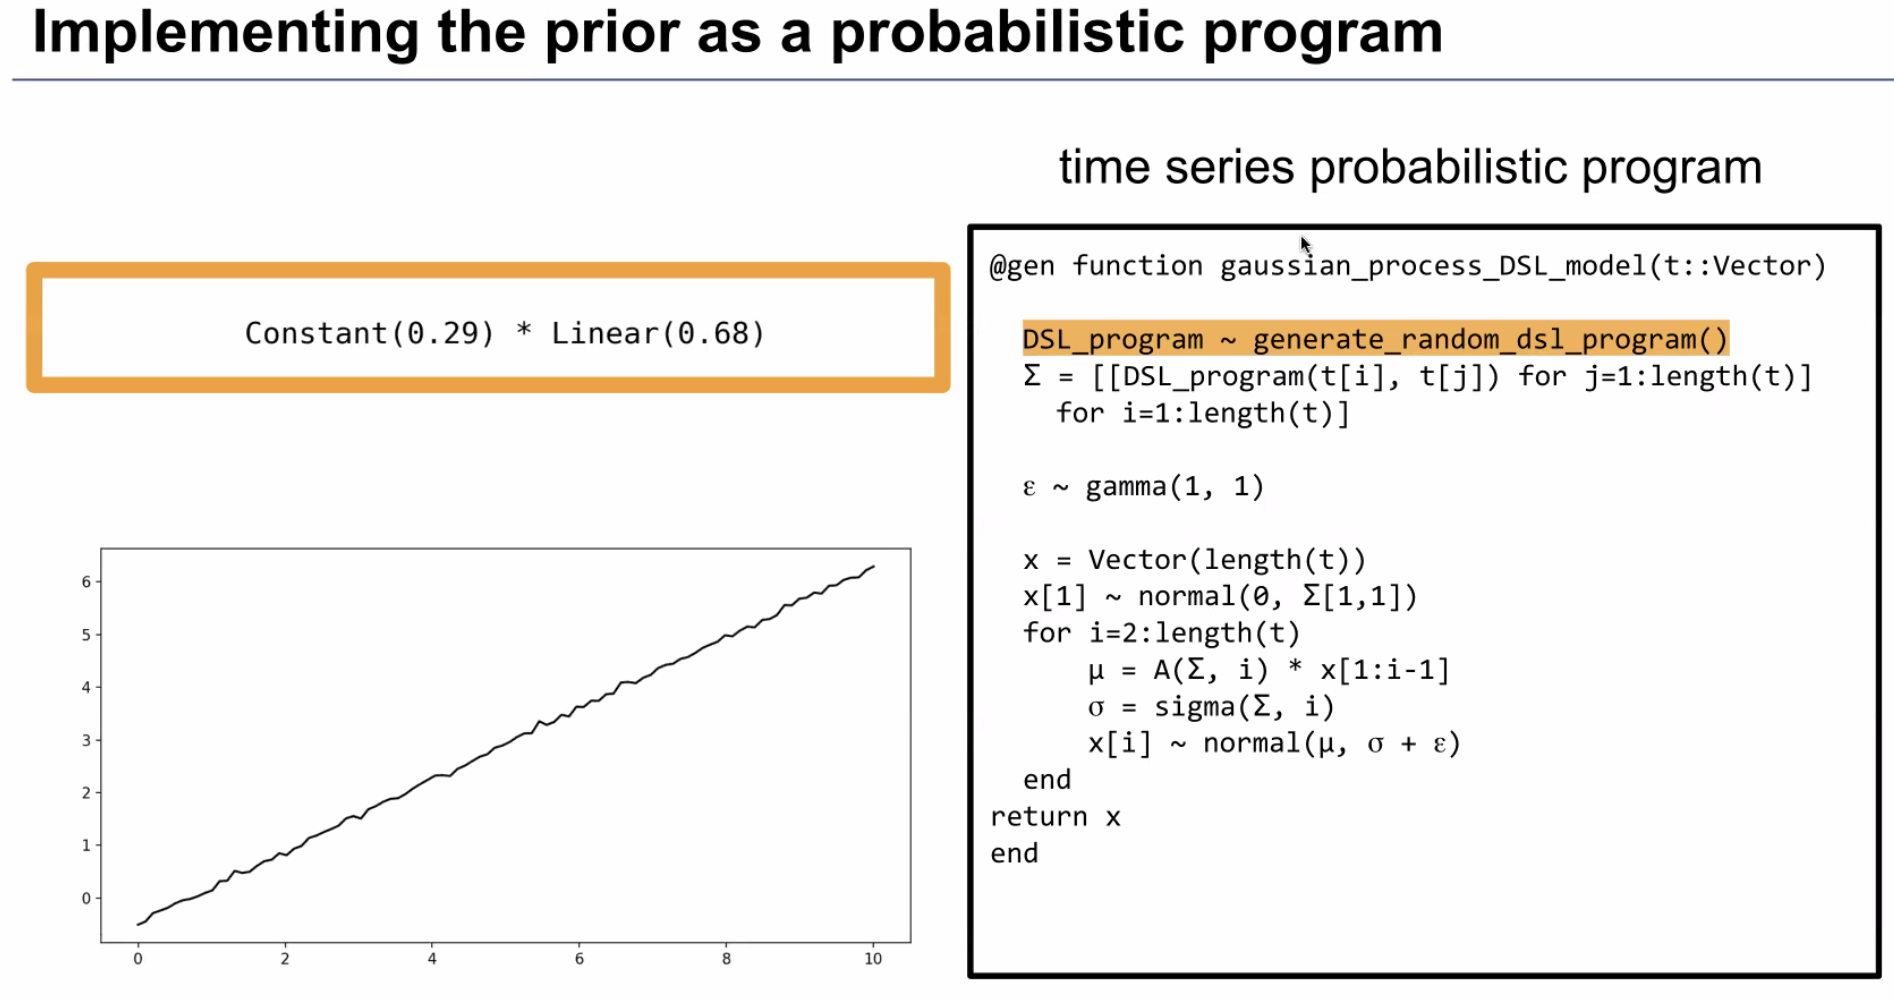 Implementing the prior as a probabilistic program
time series probabilistic program
Constant(0.29) * Linear(0.68)
@gen function gaussian_process_DSL_model(t::Vector)
DSL_program ~ generate_random_dsl_program()
Σ = [[DSL_program(t[i], t[j]) for j=1:length(t)]
for i=1:length(t)]
ε ~ gamma(1, 1)
x = Vector(length(t))
x[1] ~ normal(0, Σ[1,1])
for i=2:length(t)
μ = A(Σ, i) * x[1:i-1]
σ = sigma(Σ, i)
x[i] ~ normal(μ, σ + ε)
end
return x
end
6
5
4
3
2
1
0
0 2 4 6 8 10